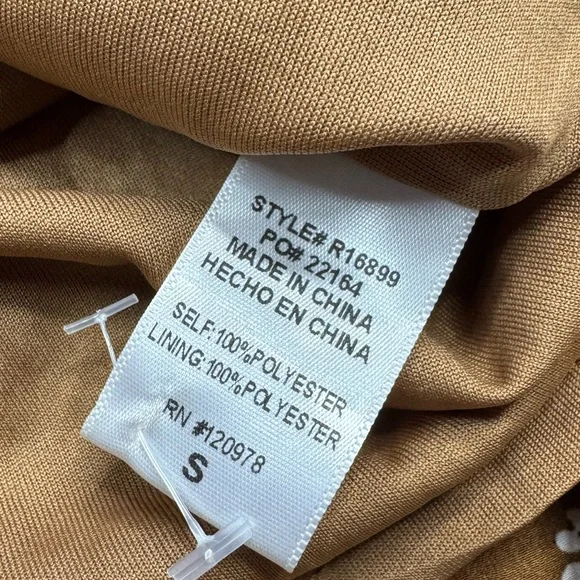 STYLE# R16899
PO# 22164
MADE IN CHINA
HECHO EN CHINA
SELF:100%POLYESTER
LINING:100%POLYESTER
RN #120978
S